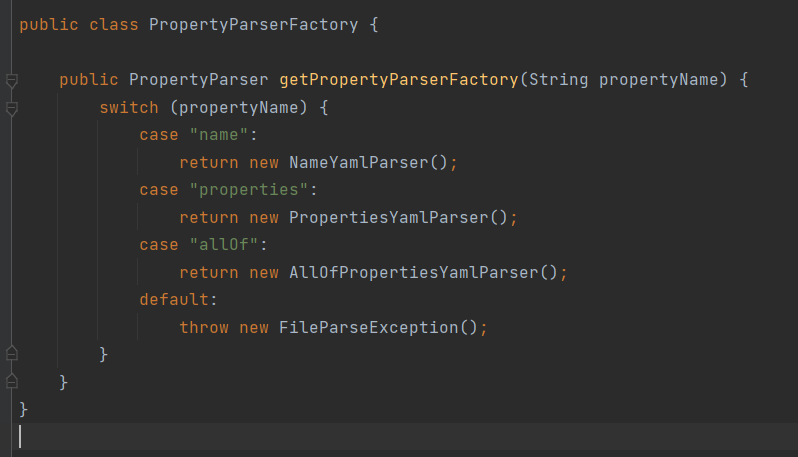 public class PropertyParserFactory {
public PropertyParser getPropertyParserFactory(String propertyName) {
switch (propertyName) {
case "name":
return new NameYamlParser();
case "properties":
return new PropertiesYamlParser();
case "allOf":
return new AllOfPropertiesYamlParser();
default:
throw new FileParseException();
}
}
}